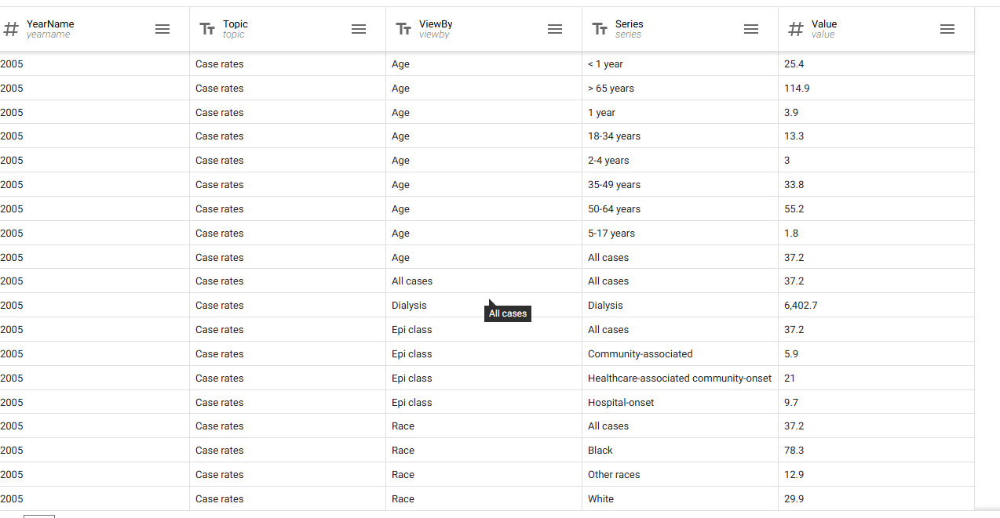 YearName Topic ViewBy Series Value
yearname topic viewby series value
2005 Case rates Age < 1 year 25.4
2005 Case rates Age > 65 years 114.9
2005 Case rates Age 1 year 3.9
2005 Case rates Age 18-34 years 13.3
2005 Case rates Age 2-4 years 3
2005 Case rates Age 35-49 years 33.8
2005 Case rates Age 50-64 years 55.2
2005 Case rates Age 5-17 years 1.8
2005 Case rates Age All cases 37.2
2005 Case rates All cases All cases 37.2
2005 Case rates Dialysis Dialysis 6,402.7
All cases
2005 Case rates Epi class All cases 37.2
2005 Case rates Epi class Community-associated 5.9
2005 Case rates Epi class Healthcare-associated community-onset 21
2005 Case rates Epi class Hospital-onset 9.7
2005 Case rates Race All cases 37.2
2005 Case rates Race Black 78.3
2005 Case rates Race Other races 12.9
2005 Case rates Race White 29.9